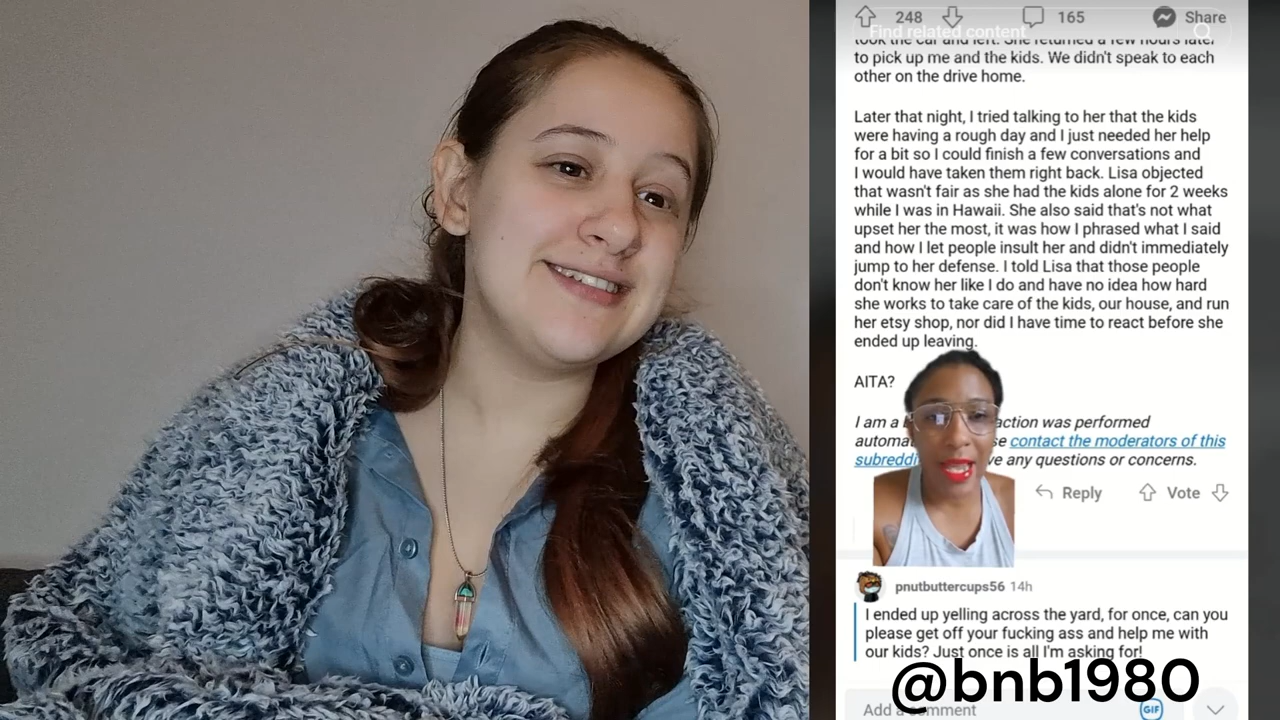 248
165
Share
Find related content
took the car and left. She returned a few hours later
to pick up me and the kids. We didn't speak to each
other on the drive home.
Later that night, I tried talking to her that the kids
were having a rough day and I just needed her help
for a bit so I could finish a few conversations and
I would have taken them right back. Lisa objected
that wasn't fair as she had the kids alone for 2 weeks
while I was in Hawaii. She also said that's not what
upset her the most, it was how I phrased what I said
and how I let people insult her and didn't immediately
jump to her defense. I told Lisa that those people
don't know her like I do and have no idea how hard
she works to take care of the kids, our house, and run
her etsy shop, nor did I have time to react before she
ended up leaving.
AITA?
I am a action was performed
contact the moderators of this
any questions or concerns.
Reply
Vote
pnutbuttercups56 14h
I ended up yelling across the yard, for once, can you
please get off your fucking ass and help me with
our kids? Just once is all I'm asking for!
@bnb1980
Add a comment
GIF